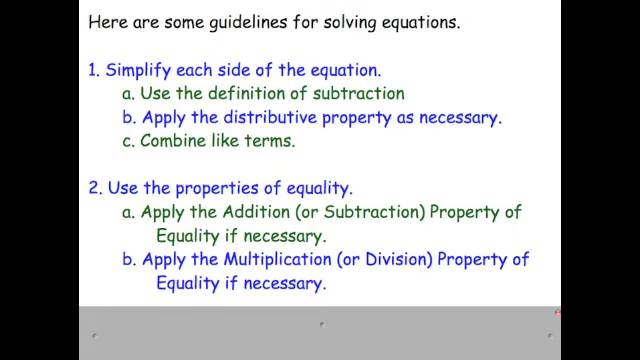 Here are some guidelines for solving equations.
1. Simplify each side of the equation.
a. Use the definition of subtraction
b. Apply the distributive property as necessary.
c. Combine like terms.
2. Use the properties of equality.
a. Apply the Addition (or Subtraction) Property of
Equality if necessary.
b. Apply the Multiplication (or Division) Property of
Equality if necessary.